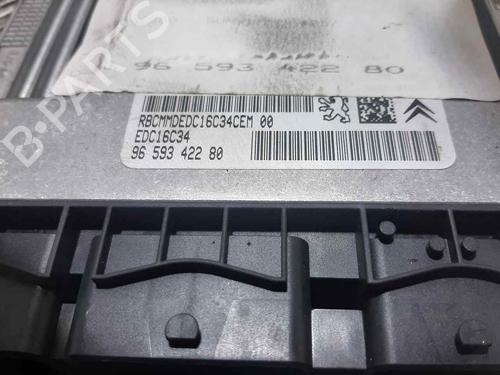 96 593 422 80
RBCMMDEDC16C34CEM 00
EDC16C34
96 593 422 80
B-PARTS